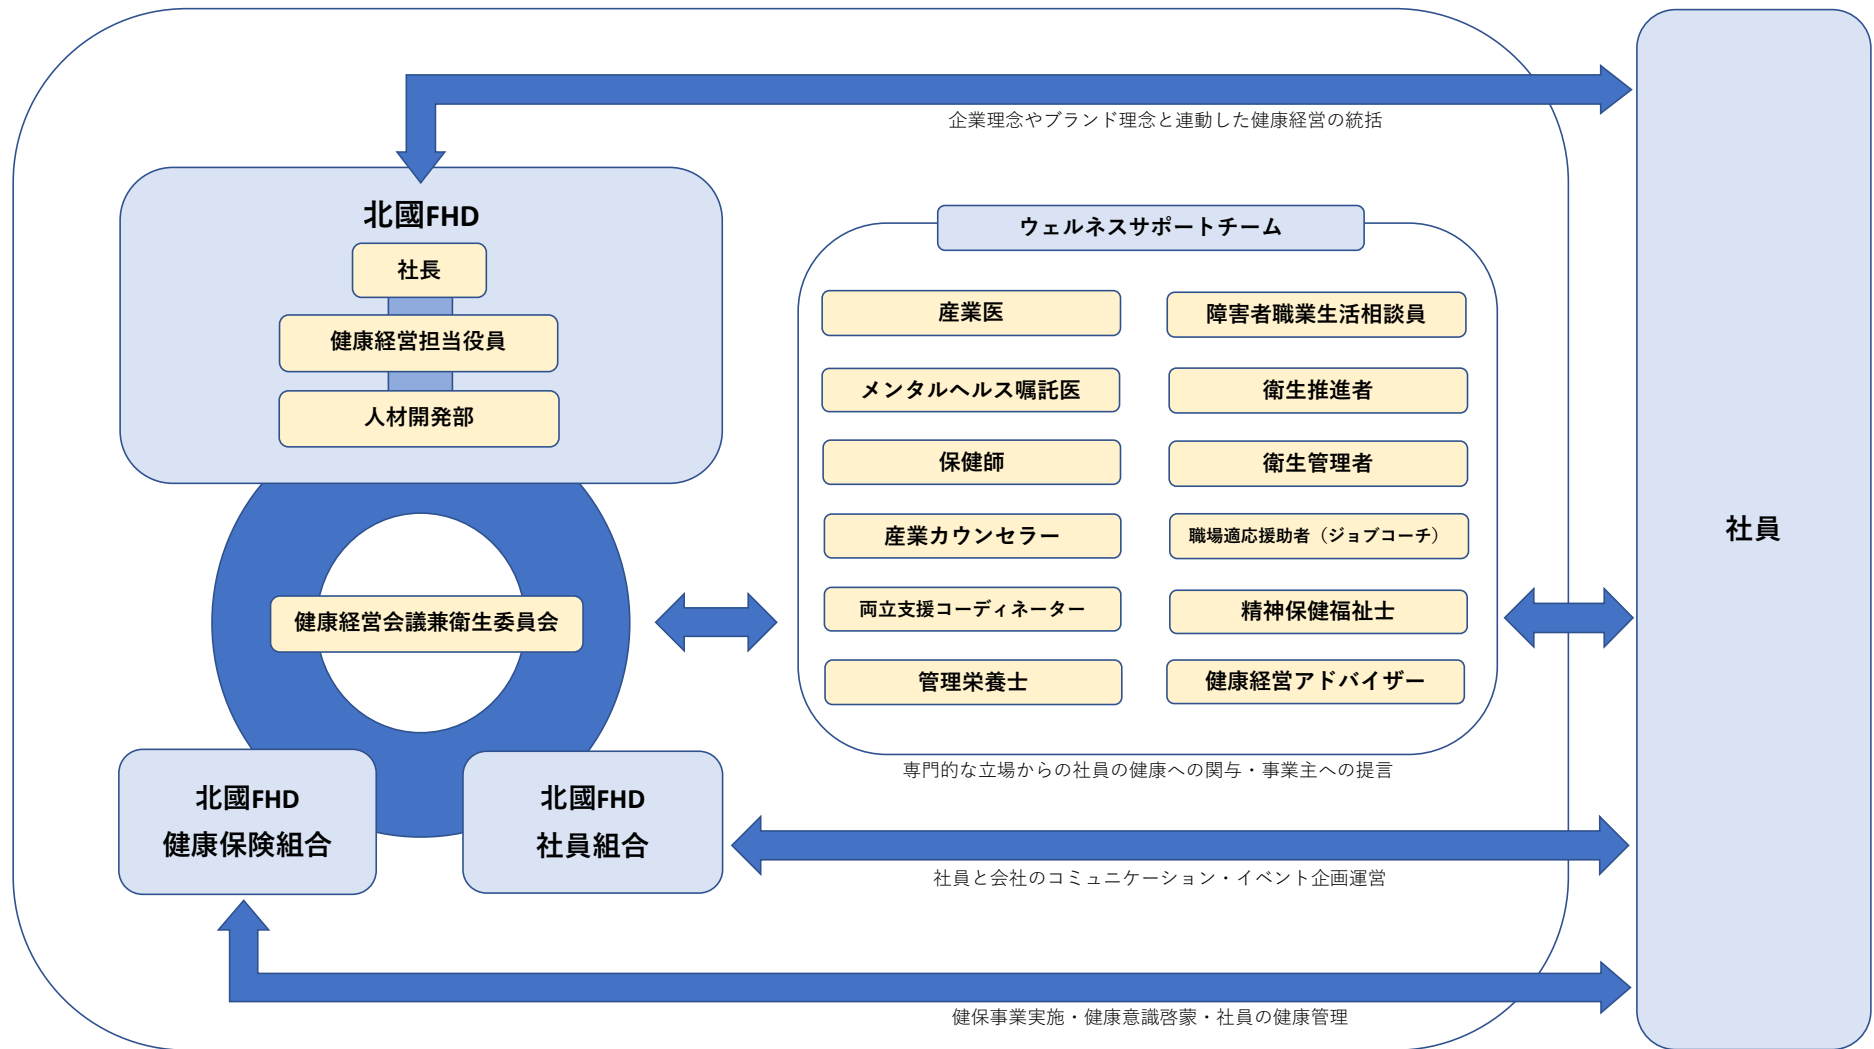 企業理念やブランド理念と連動した健康経営の統括
北國FHD
社長
健康経営担当役員
人材開発部
健康経営会議兼衛生委員会
北國FHD
健康保険組合
北國FHD
社員組合
ウェルネスサポートチーム
産業医
障害者職業生活相談員
メンタルヘルス嘱託医
衛生推進者
保健師
衛生管理者
産業カウンセラー
職場適応援助者（ジョブコーチ）
両立支援コーディネーター
精神保健福祉士
管理栄養士
健康経営アドバイザー
専門的な立場からの社員の健康への関与・事業主への提言
社員と会社のコミュニケーション・イベント企画運営
健保事業実施・健康意識啓蒙・社員の健康管理
社員